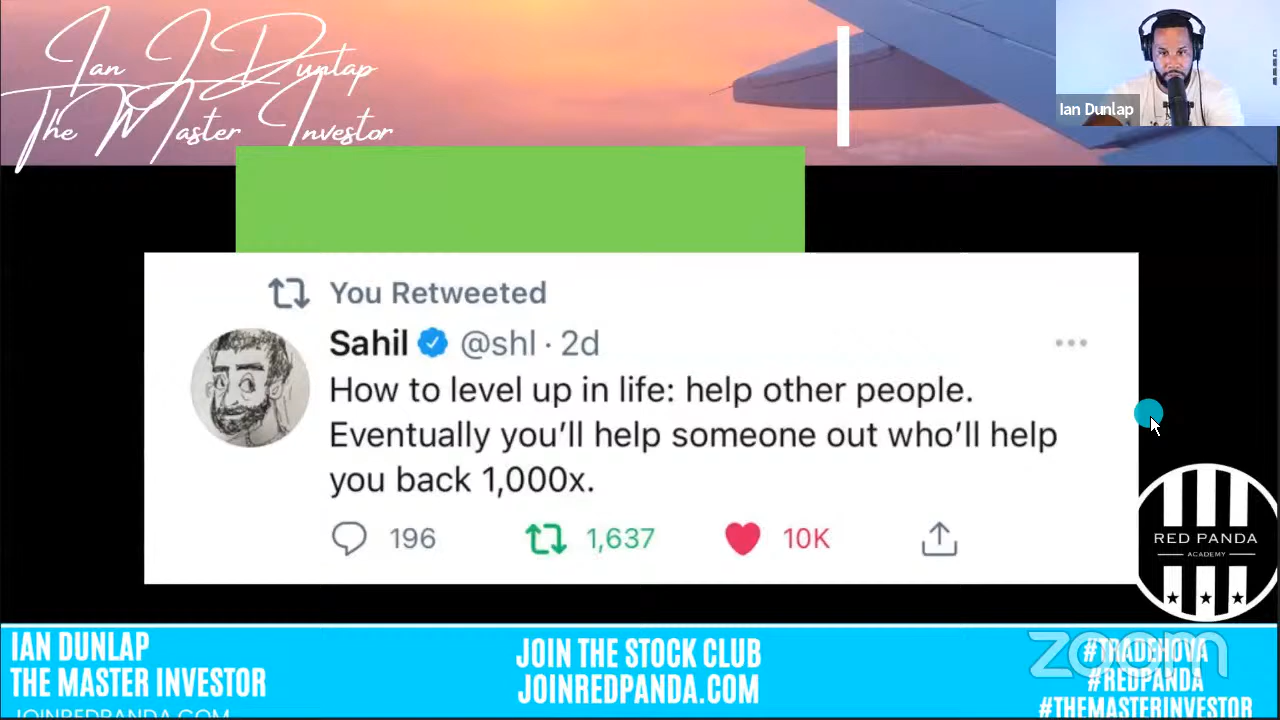 Ian J Dunlap
The Master Investor
Ian Dunlap
You Retweeted
Sahil @shl · 2d
How to level up in life: help other people.
Eventually you'll help someone out who'll help
you back 1,000x.
196 1,637 10K
RED PANDA
ACADEMY
IAN DUNLAP
THE MASTER INVESTOR
JOINREDPANDA.COM
JOIN THE STOCK CLUB
JOINREDPANDA.COM
zoom
#TRADEHOVA
#REDPANDA
#THEMASTERINVESTOR